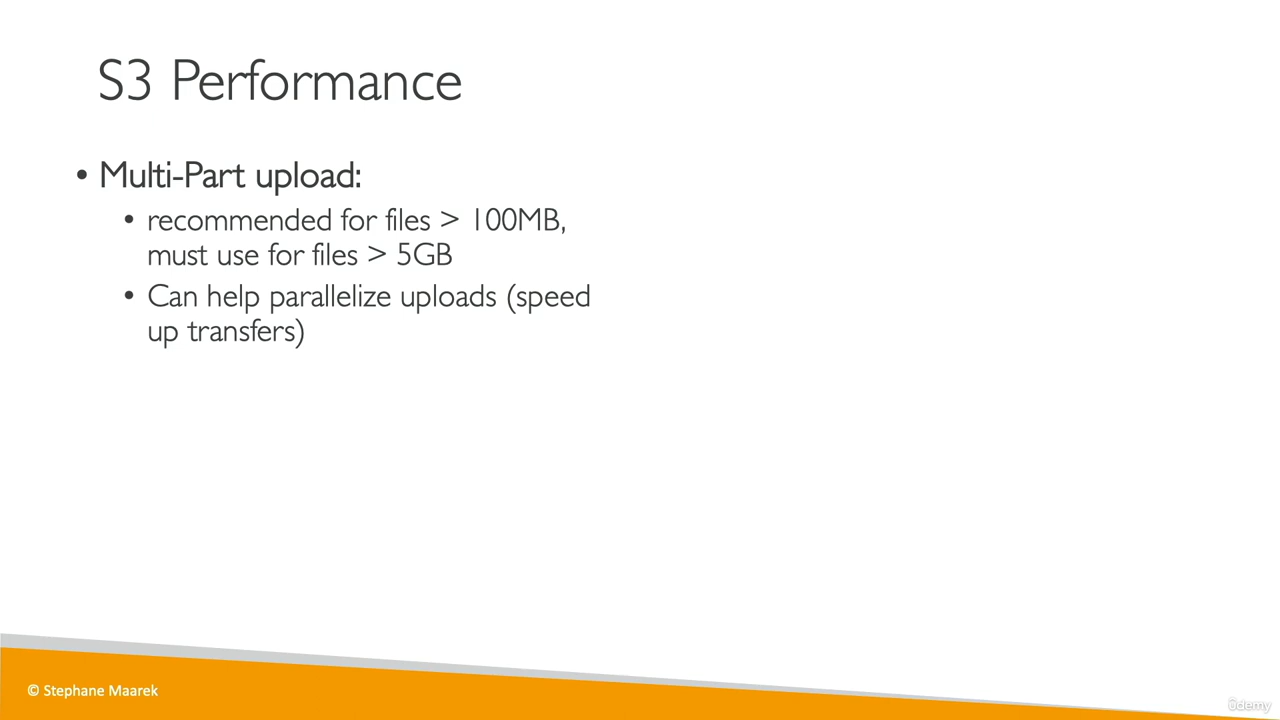 S3 Performance
• Multi-Part upload:
• recommended for files > 100MB,
must use for files > 5GB
• Can help parallelize uploads (speed
up transfers)
© Stephane Maarek
ûdemy